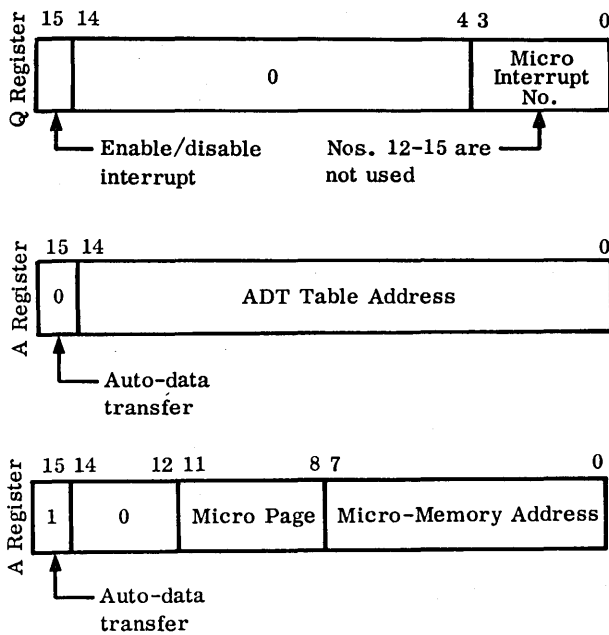 15 14 4 3 0
Q Register
0
Micro
Interrupt
No.
Enable/disable
interrupt
Nos. 12-15 are
not used
15 14 0
A Register
0
ADT Table Address
Auto-data
transfer
15 14 12 11 8 7 0
A Register
1 0 Micro Page Micro-Memory Address
Auto-data
transfer